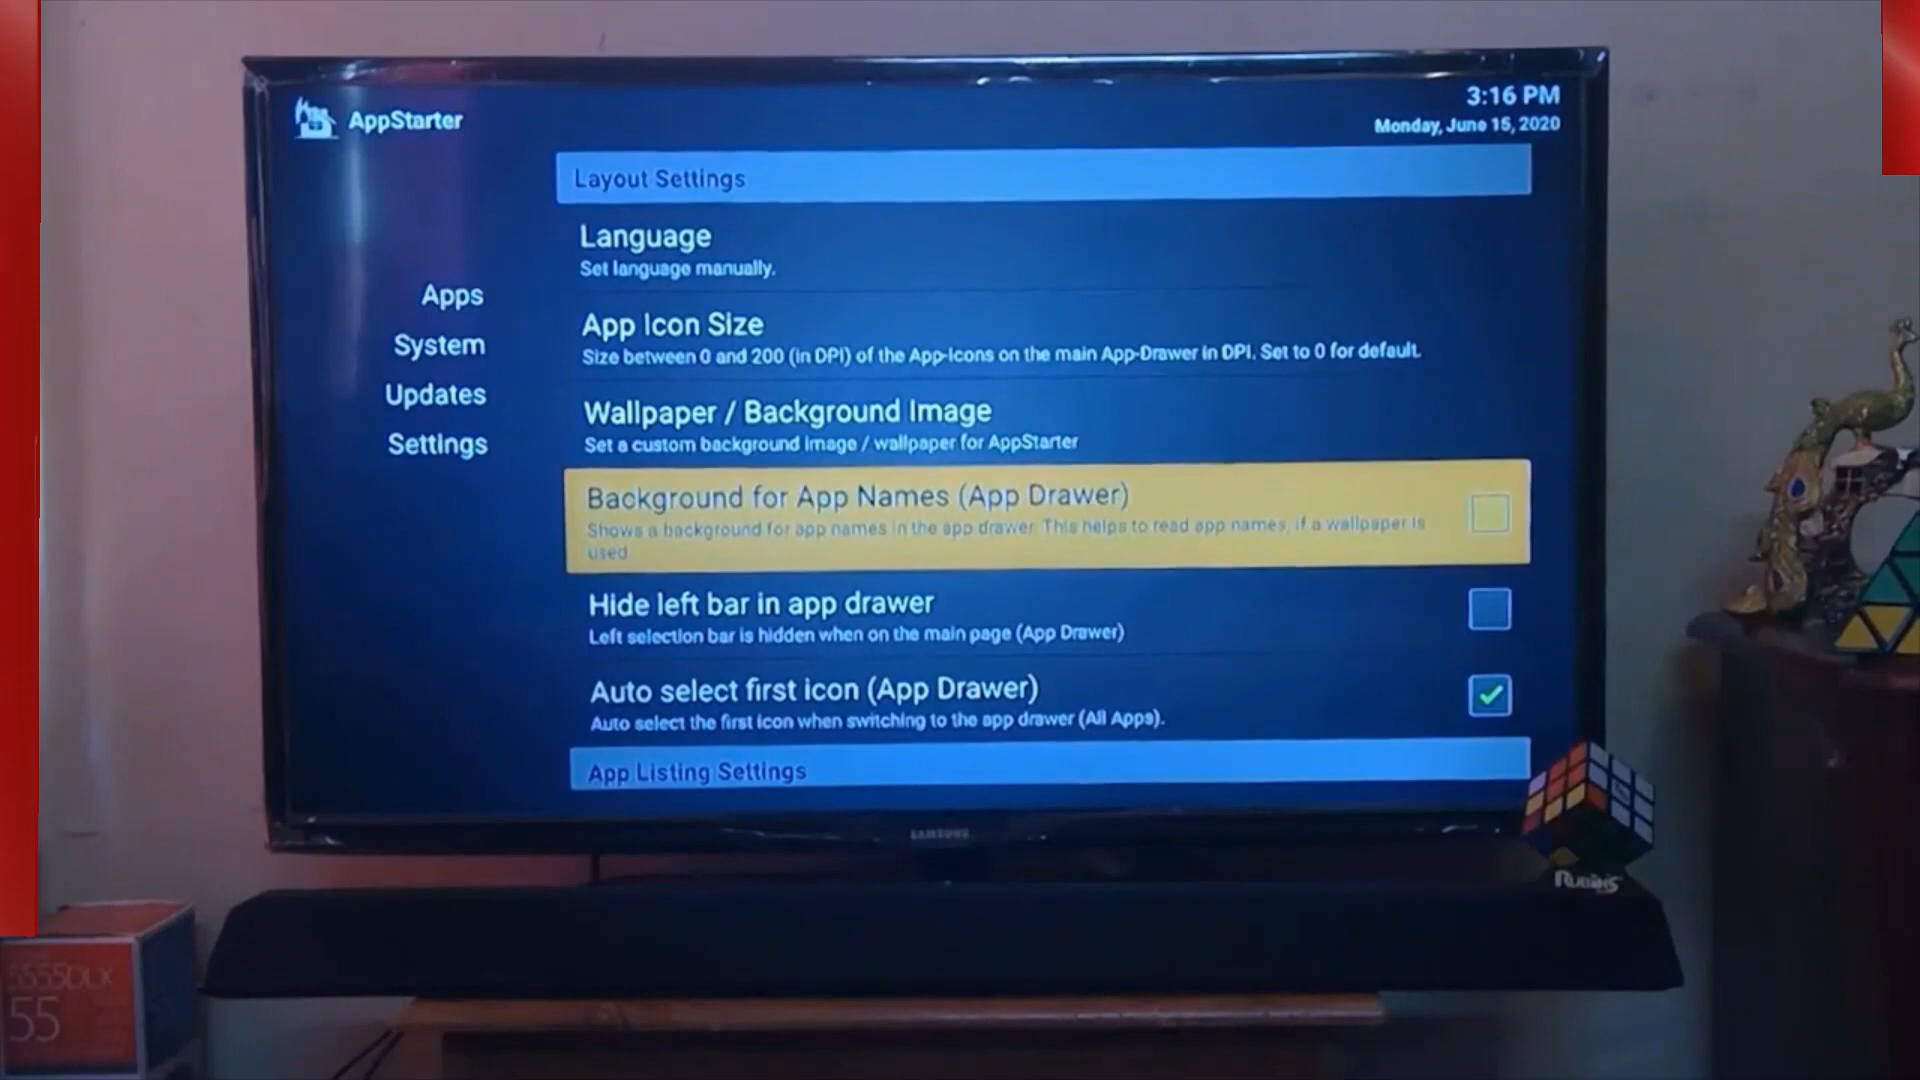 AppStarter
3:16 PM
Monday, June 15, 2020
Layout Settings
Language
Set language manually.
Apps
App Icon Size
System
Size between 0 and 200 (in DPI) of the App-Icons on the main App-Drawer in DPI. Set to 0 for default.
Updates
Wallpaper / Background Image
Settings
Set a custom background image / wallpaper for AppStarter
Background for App Names (App Drawer)
Shows a background for app names in the app drawer. This helps to read app names, if a wallpaper is
used.
Hide left bar in app drawer
Left selection bar is hidden when on the main page (App Drawer)
Auto select first icon (App Drawer)
Auto select the first icon when switching to the app drawer (All Apps).
App Listing Settings
SAMSUNG
Rubik's
5555DLX
55